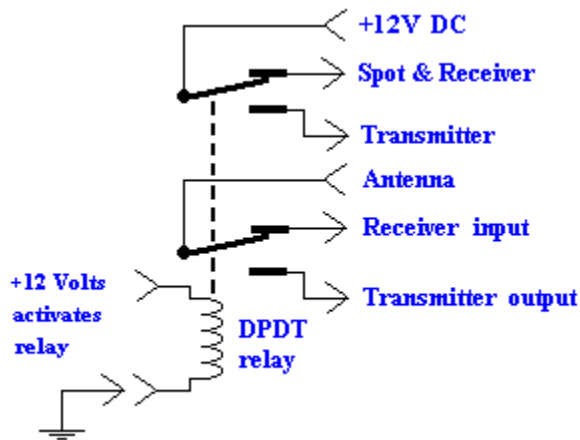 +12V DC
Spot & Receiver
Transmitter
Antenna
Receiver input
+12 Volts
activates
relay
Transmitter output
DPDT
relay